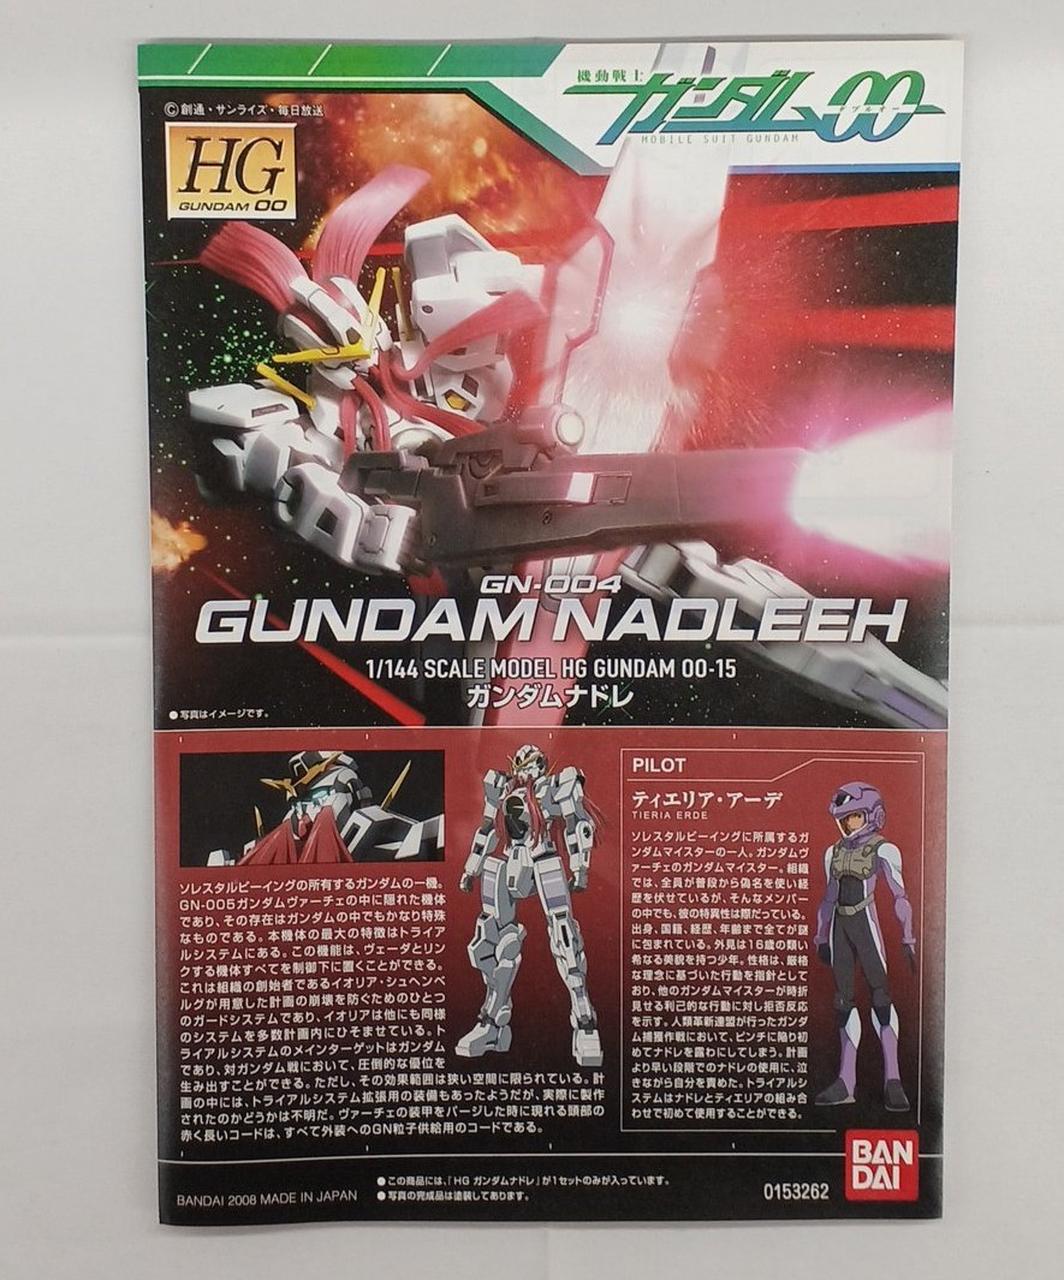 機動戦士
ガンダム00
ダブルオー
MOBILE SUIT GUNDAM
©創通・サンライズ・毎日放送
HG
GUNDAM 00
GN-004
GUNDAM NADLEEH
1/144 SCALE MODEL HG GUNDAM 00-15
ガンダムナドレ
●写真はイメージです。
ソレスタルビーイングの所有するガンダムの一機。
GN-005ガンダムヴァーチェの中に隠れた機体
であり、その存在はガンダムの中でもかなり特殊
なものである。本機体の最大の特徴はトライア
ルシステムにある。この機能は、ヴェーダとリン
クする機体すべてを制御下に置くことができる。
これは組織の創始者であるイオリア・シュヘンベ
ルグが用意した計画の崩壊を防ぐためのひとつ
のガードシステムであり、イオリアは他にも同様
のシステムを多数計画内にひそませている。ト
ライアルシステムのメインターゲットはガンダム
であり、対ガンダム戦において、圧倒的な優位を
生み出すことができる。ただし、その効果範囲は狭い空間に限られている。計
画の中には、トライアルシステム拡張用の装備もあったようだが、実際に製作
されたのかどうかは不明だ。ヴァーチェの装甲をパージした時に現れる頭部の
赤く長いコードは、すべて外装へのGN粒子供給用のコードである。
PILOT
ティエリア・アーデ
TIERIA ERDE
ソレスタルビーイングに所属するガ
ンダムマイスターの一人。ガンダムヴ
ァーチェのガンダムマイスター。組織
では、全員が普段から偽名を使い経
歴を伏せているが、そんなメンバー
の中でも、彼の特異性は際だっている。
出身、国籍、経歴、年齢まで全てが謎
に包まれている。外見は16歳の類い
希なる美貌を持つ少年。性格は、厳格
な理念に基づいた行動を指針として
おり、他のガンダムマイスターが時折
見せる利己的な行動に対し拒否反応
を示す。人類革新連盟が行ったガンダ
ム捕獲作戦において、ピンチに陥り初
めてナドレを露わにしてしまう。計画
より早い段階でのナドレの使用に、泣
きながら自分を責めた。トライアルシ
ステムはナドレとティエリアの組み合
わせで初めて使用することができる。
BANDAI 2008 MADE IN JAPAN
●この商品には、「HG ガンダムナドレ」が1セットのみが入っています。
●写真の完成品は塗装してあります。
0153262
BAN
DAI